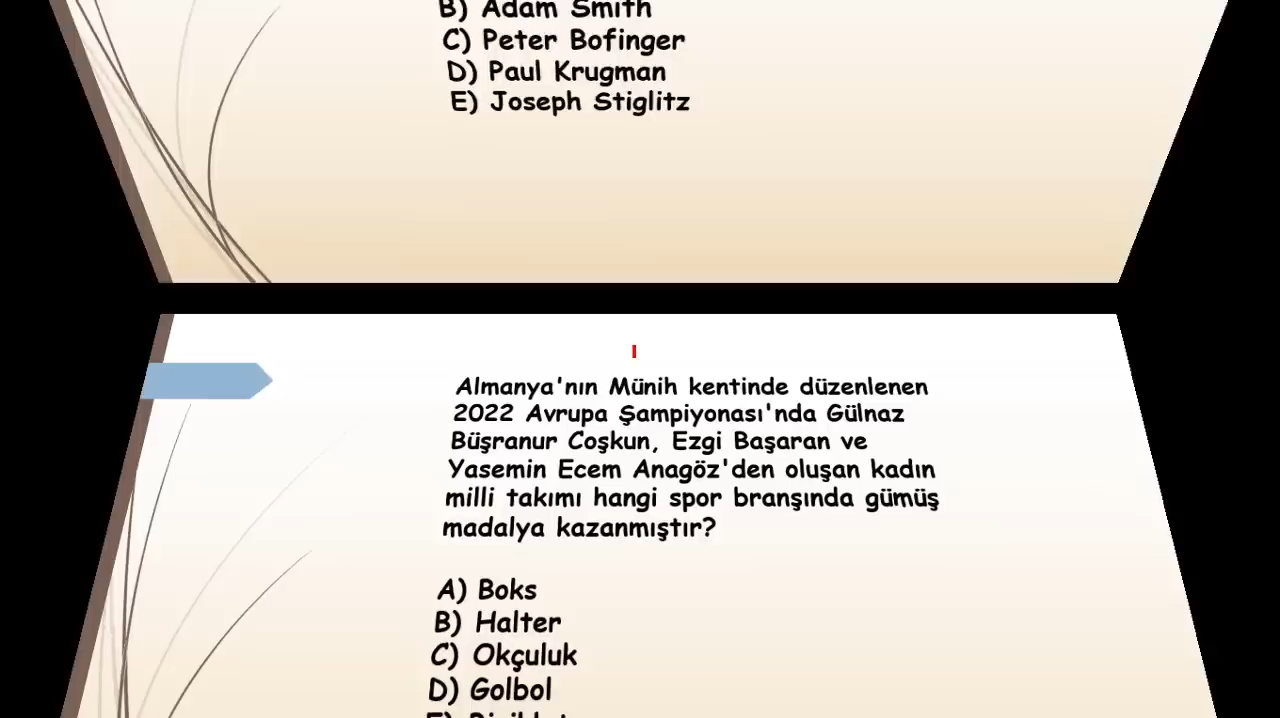 B) Adam Smith
C) Peter Bofinger
D) Paul Krugman
E) Joseph Stiglitz
Almanya'nın Münih kentinde düzenlenen
2022 Avrupa Şampiyonası'nda Gülnaz
Büşranur Coşkun, Ezgi Başaran ve
Yasemin Ecem Anagöz'den oluşan kadın
milli takımı hangi spor branşında gümüş
madalya kazanmıştır?
A) Boks
B) Halter
C) Okçuluk
D) Golbol